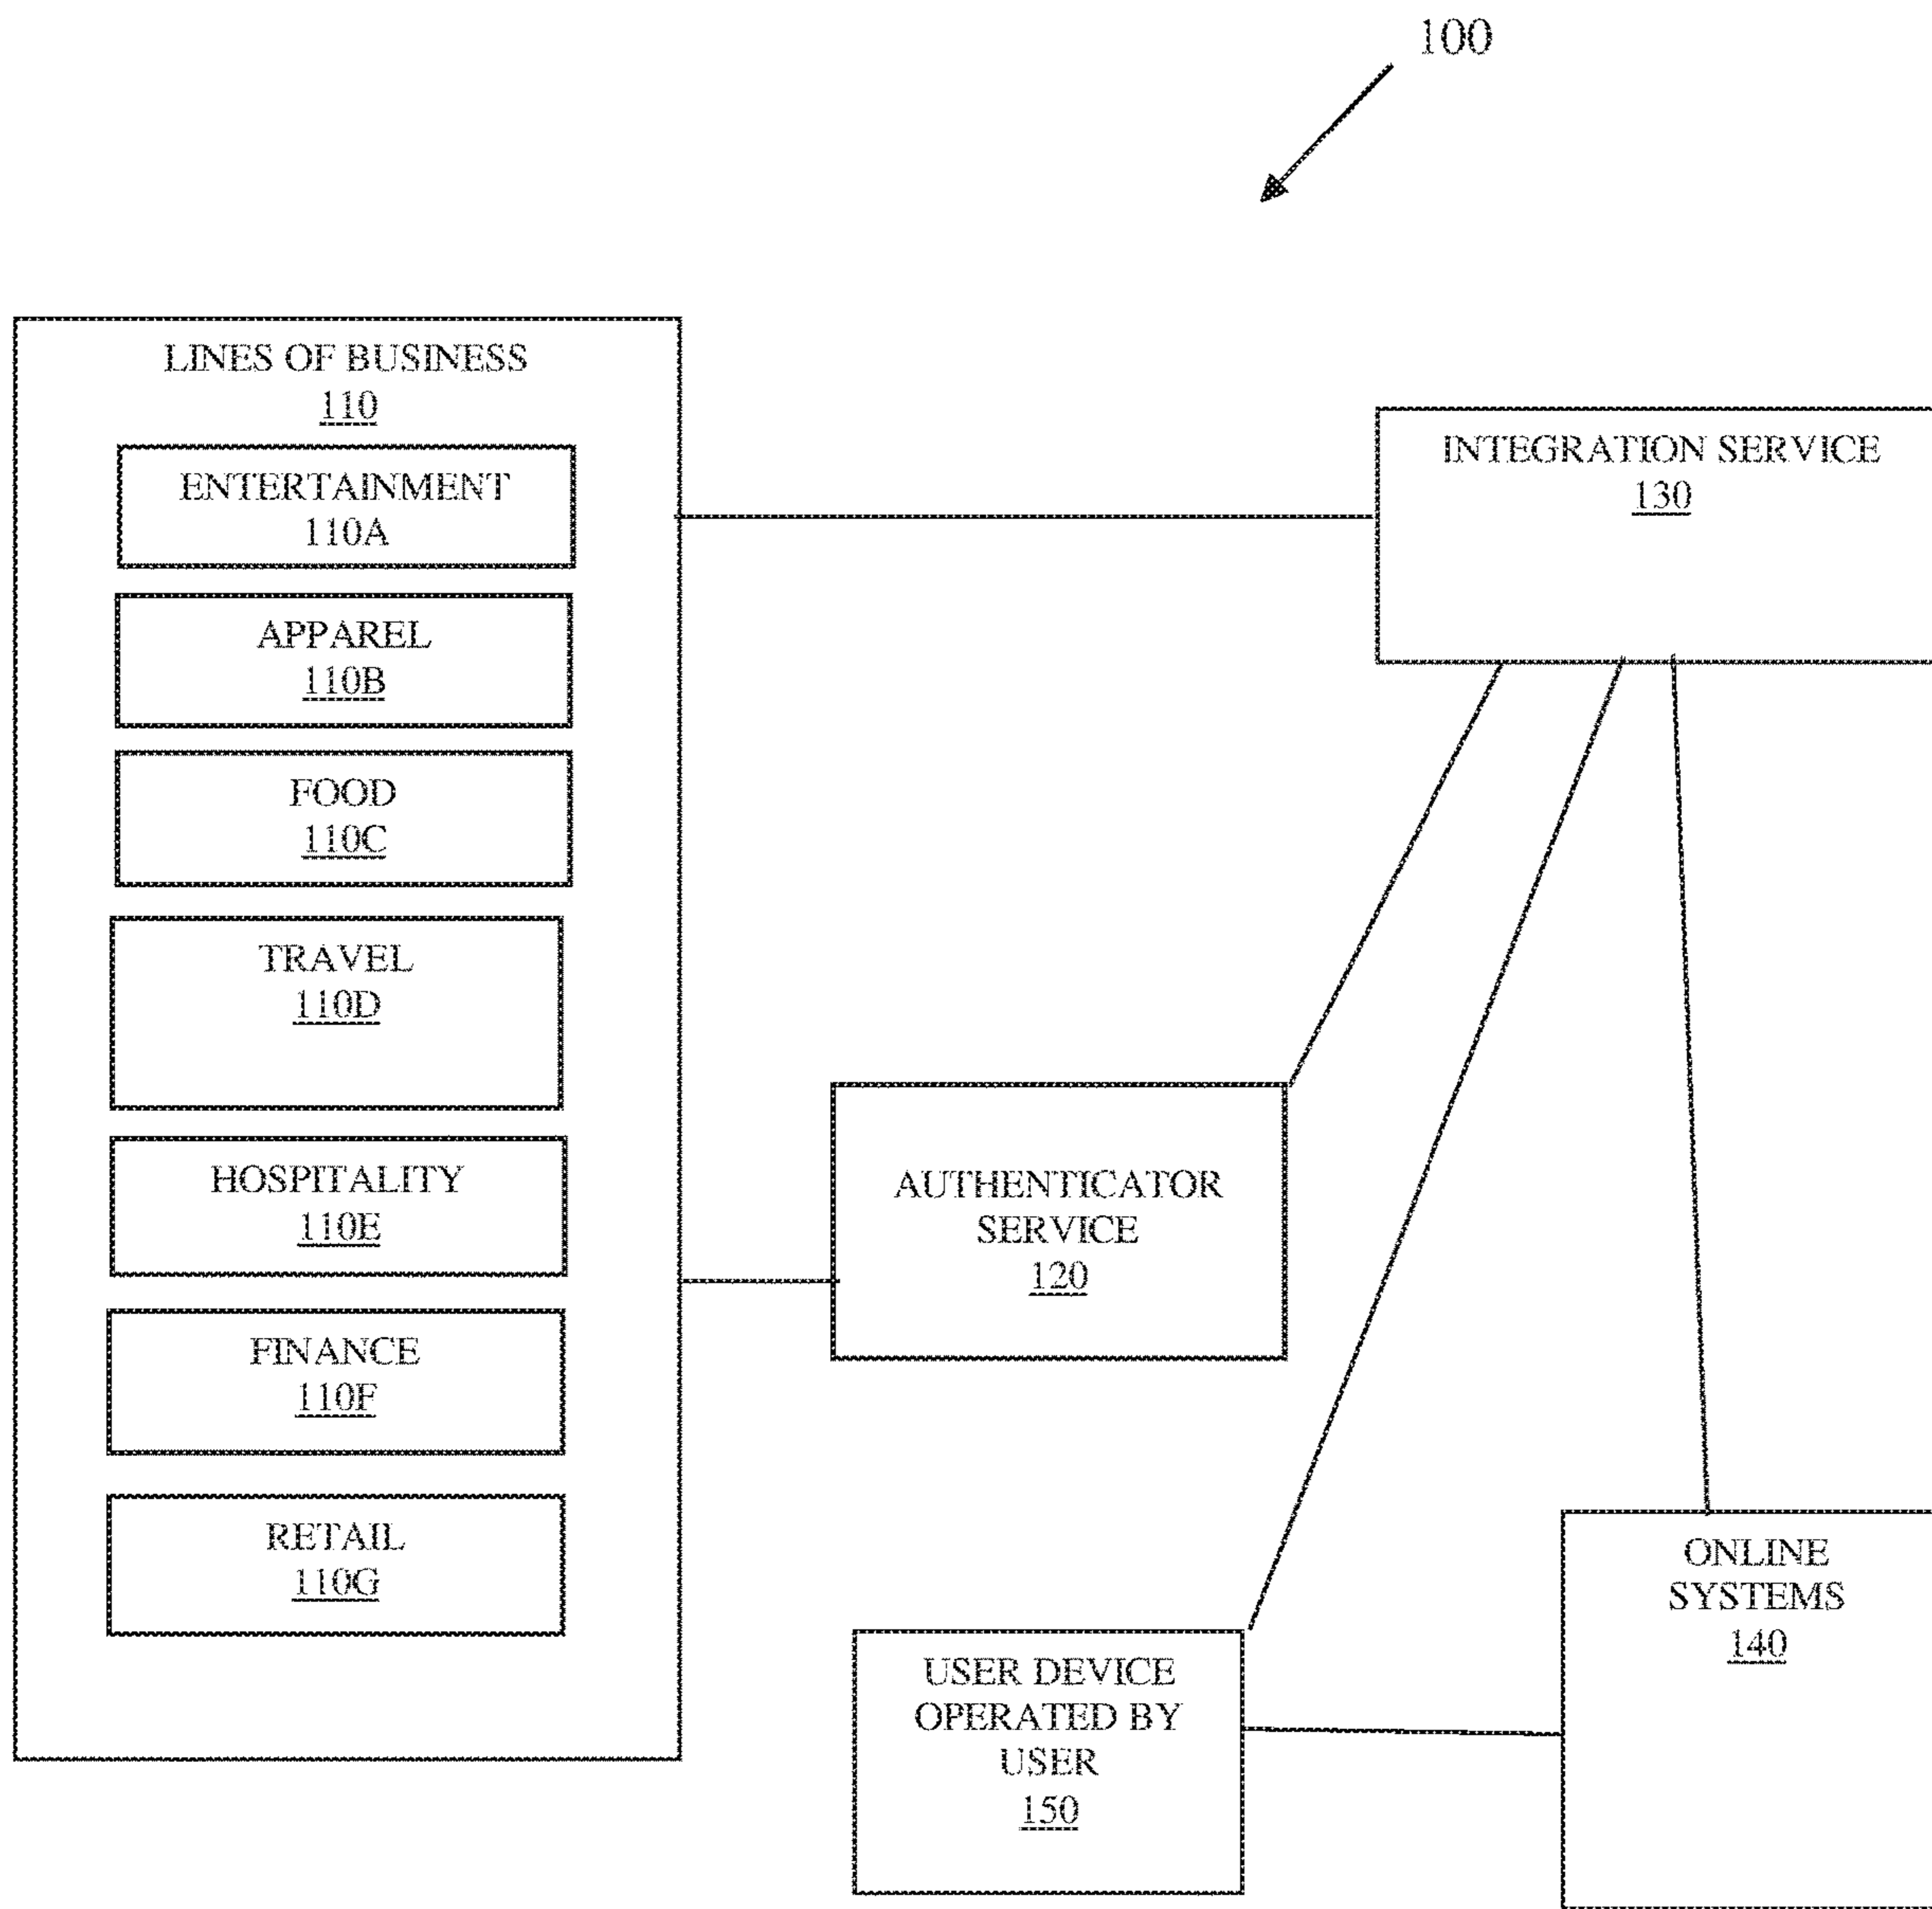 100
LINES OF BUSINESS
110
ENTERTAINMENT
110A
APPAREL
110B
FOOD
110C
TRAVEL
110D
HOSPITALITY
110E
FINANCE
110F
RETAIL
110G
INTEGRATION SERVICE
130
AUTHENTICATOR
SERVICE
120
USER DEVICE
OPERATED BY
USER
150
ONLINE
SYSTEMS
140